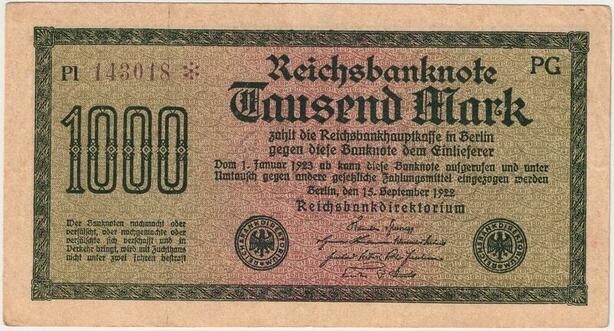 PI 143018 *
PG
Reichsbanknote
Tausend Mark
1000
zahlt die Reichsbankhauptkasse in Berlin
gegen diese Banknote dem Einlieferer
Vom 1. Januar 1923 ab kann diese Banknote aufgerufen und unter
Umtausch gegen andere gesetzliche Zahlungsmittel eingezogen werden
Berlin, den 15. September 1922
Reichsbankdirektorium
Wer Banknoten nachmacht oder
verfälscht, oder nachgemachte oder
verfälschte sich verschafft und in
Verkehr bringt, wird mit Zuchthaus
nicht unter zwei Jahren bestraft
REICHSBANKDIREKTORIUM
REICHSBANKDIREKTORIUM